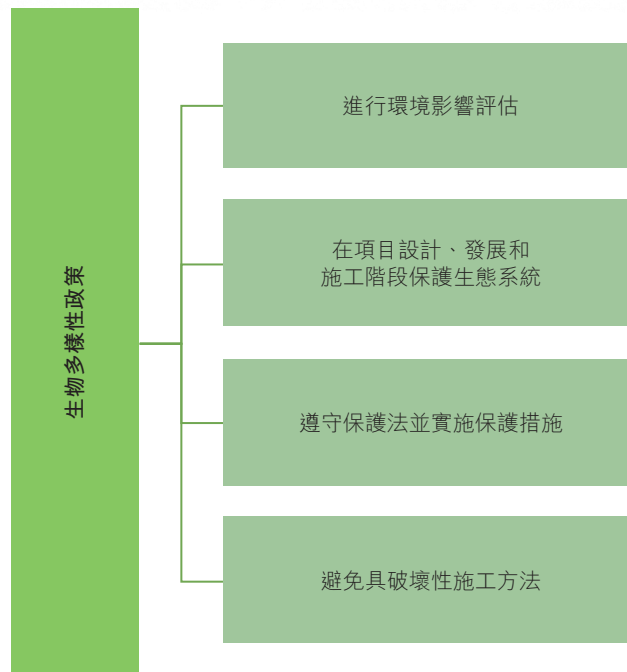 生物多樣性政策
進行環境影響評估
在項目設計、發展和
施工階段保護生態系統
遵守保護法並實施保護措施
避免具破壞性施工方法